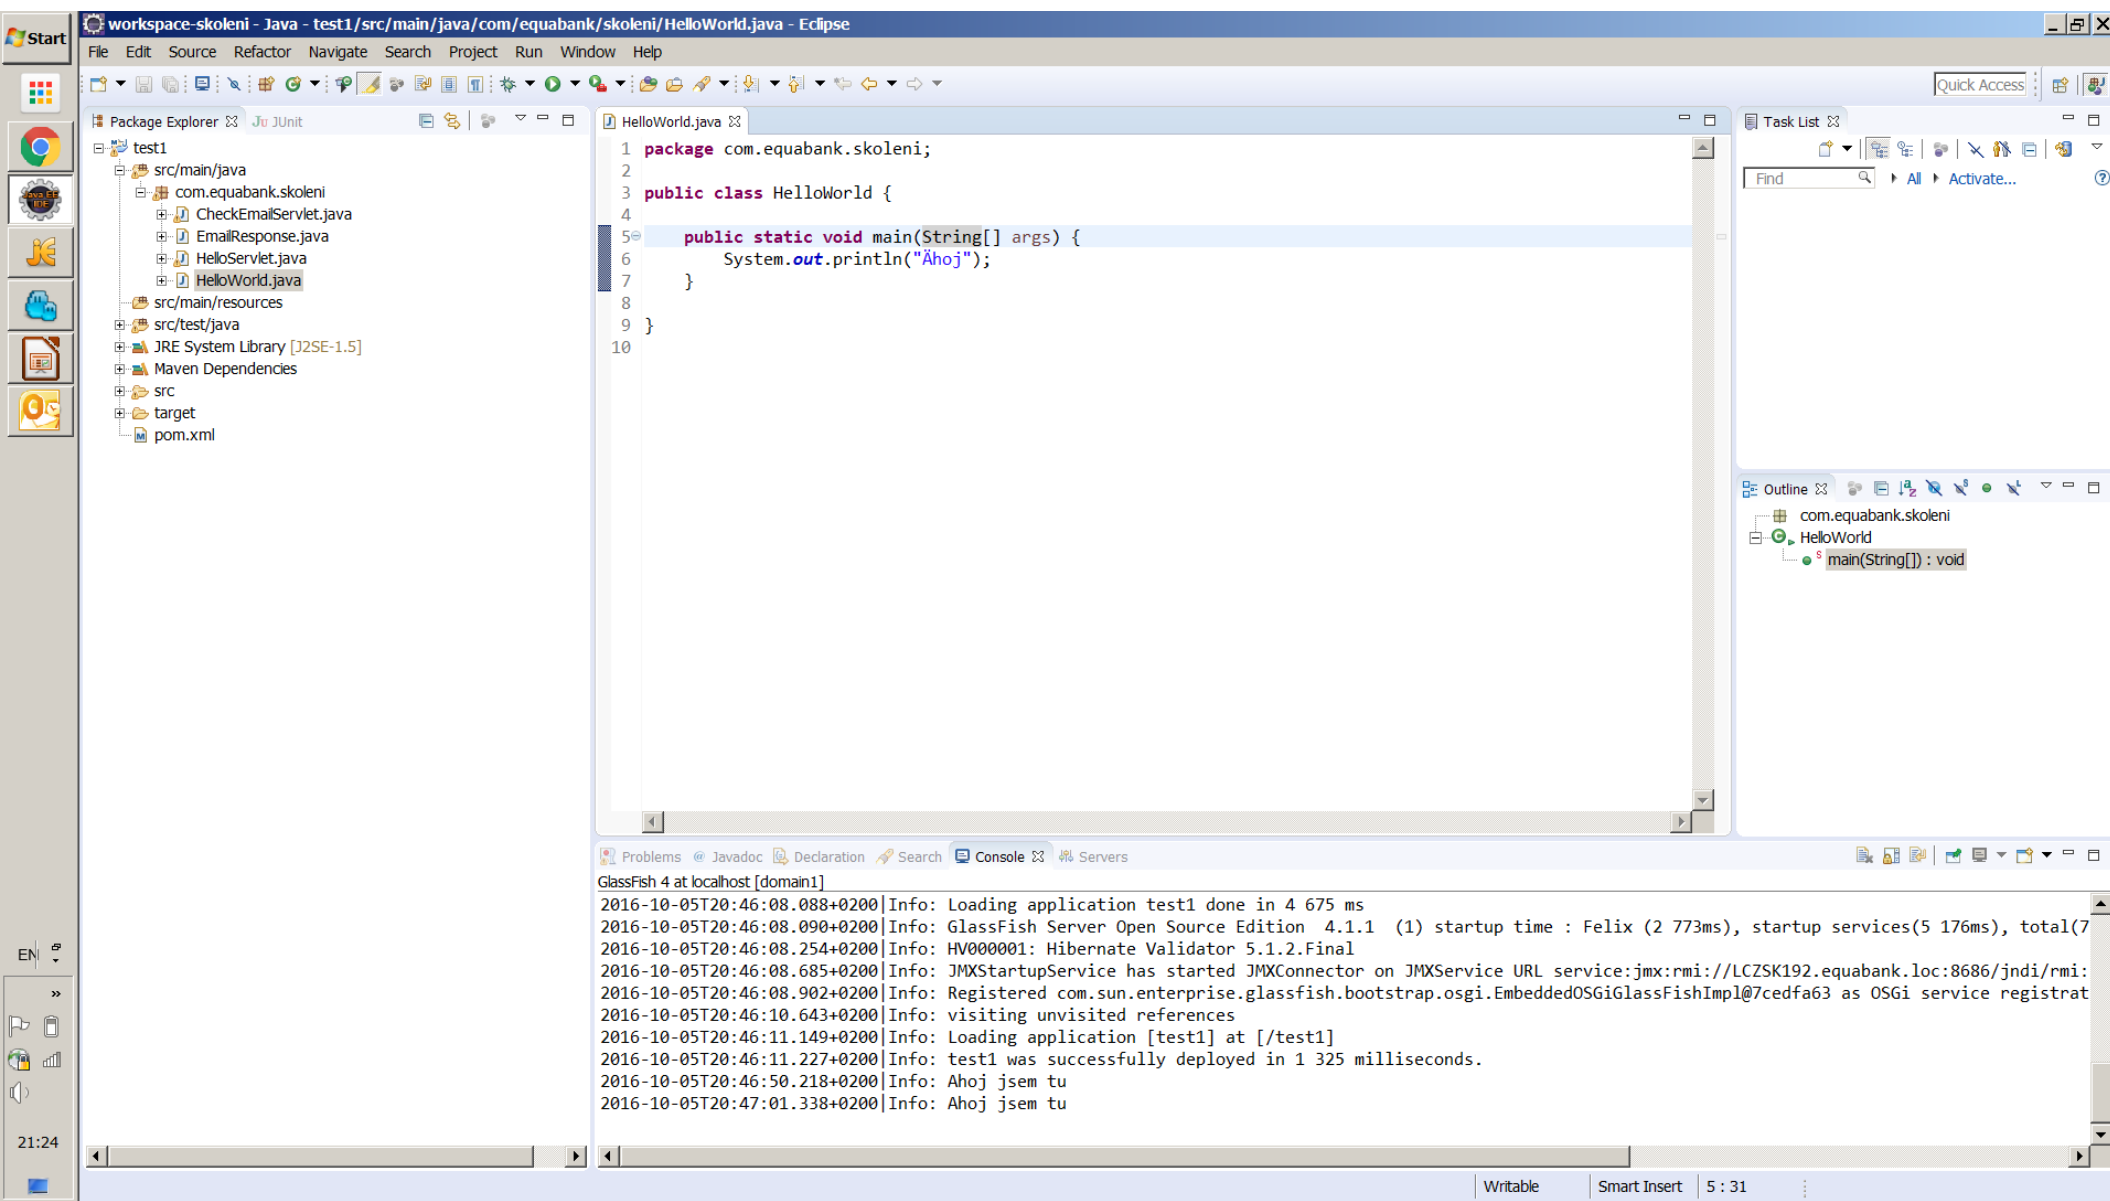 Start
workspace-skoleni - Java - test1/src/main/java/com/equabank/skoleni/HelloWorld.java - Eclipse
File Edit Source Refactor Navigate Search Project Run Window Help
Quick Access
Package Explorer JUnit
test1
src/main/java
com.equabank.skoleni
CheckEmailServlet.java
EmailResponse.java
HelloServlet.java
HelloWorld.java
src/main/resources
src/test/java
JRE System Library [J2SE-1.5]
Maven Dependencies
src
target
pom.xml
HelloWorld.java
1 package com.equabank.skoleni;
2
3 public class HelloWorld {
4
5 public static void main(String[] args) {
6 System.out.println("Ähoj");
7 }
8
9 }
10
Task List
Find All Activate...
Outline
com.equabank.skoleni
HelloWorld
main(String[]) : void
Problems Javadoc Declaration Search Console Servers
GlassFish 4 at localhost [domain1]
2016-10-05T20:46:08.088+0200|Info: Loading application test1 done in 4 675 ms
2016-10-05T20:46:08.090+0200|Info: GlassFish Server Open Source Edition 4.1.1 (1) startup time : Felix (2 773ms), startup services(5 176ms), total(7
2016-10-05T20:46:08.254+0200|Info: HV000001: Hibernate Validator 5.1.2.Final
2016-10-05T20:46:08.685+0200|Info: JMXStartupService has started JMXConnector on JMXService URL service:jmx:rmi://LCZSK192.equabank.loc:8686/jndi/rmi:
2016-10-05T20:46:08.902+0200|Info: Registered com.sun.enterprise.glassfish.bootstrap.osgi.EmbeddedOSGiGlassFishImpl@7cedfa63 as OSGi service registrat
2016-10-05T20:46:10.643+0200|Info: visiting unvisited references
2016-10-05T20:46:11.149+0200|Info: Loading application [test1] at [/test1]
2016-10-05T20:46:11.227+0200|Info: test1 was successfully deployed in 1 325 milliseconds.
2016-10-05T20:46:50.218+0200|Info: Ahoj jsem tu
2016-10-05T20:47:01.338+0200|Info: Ahoj jsem tu
EN
21:24
Writable Smart Insert 5 : 31